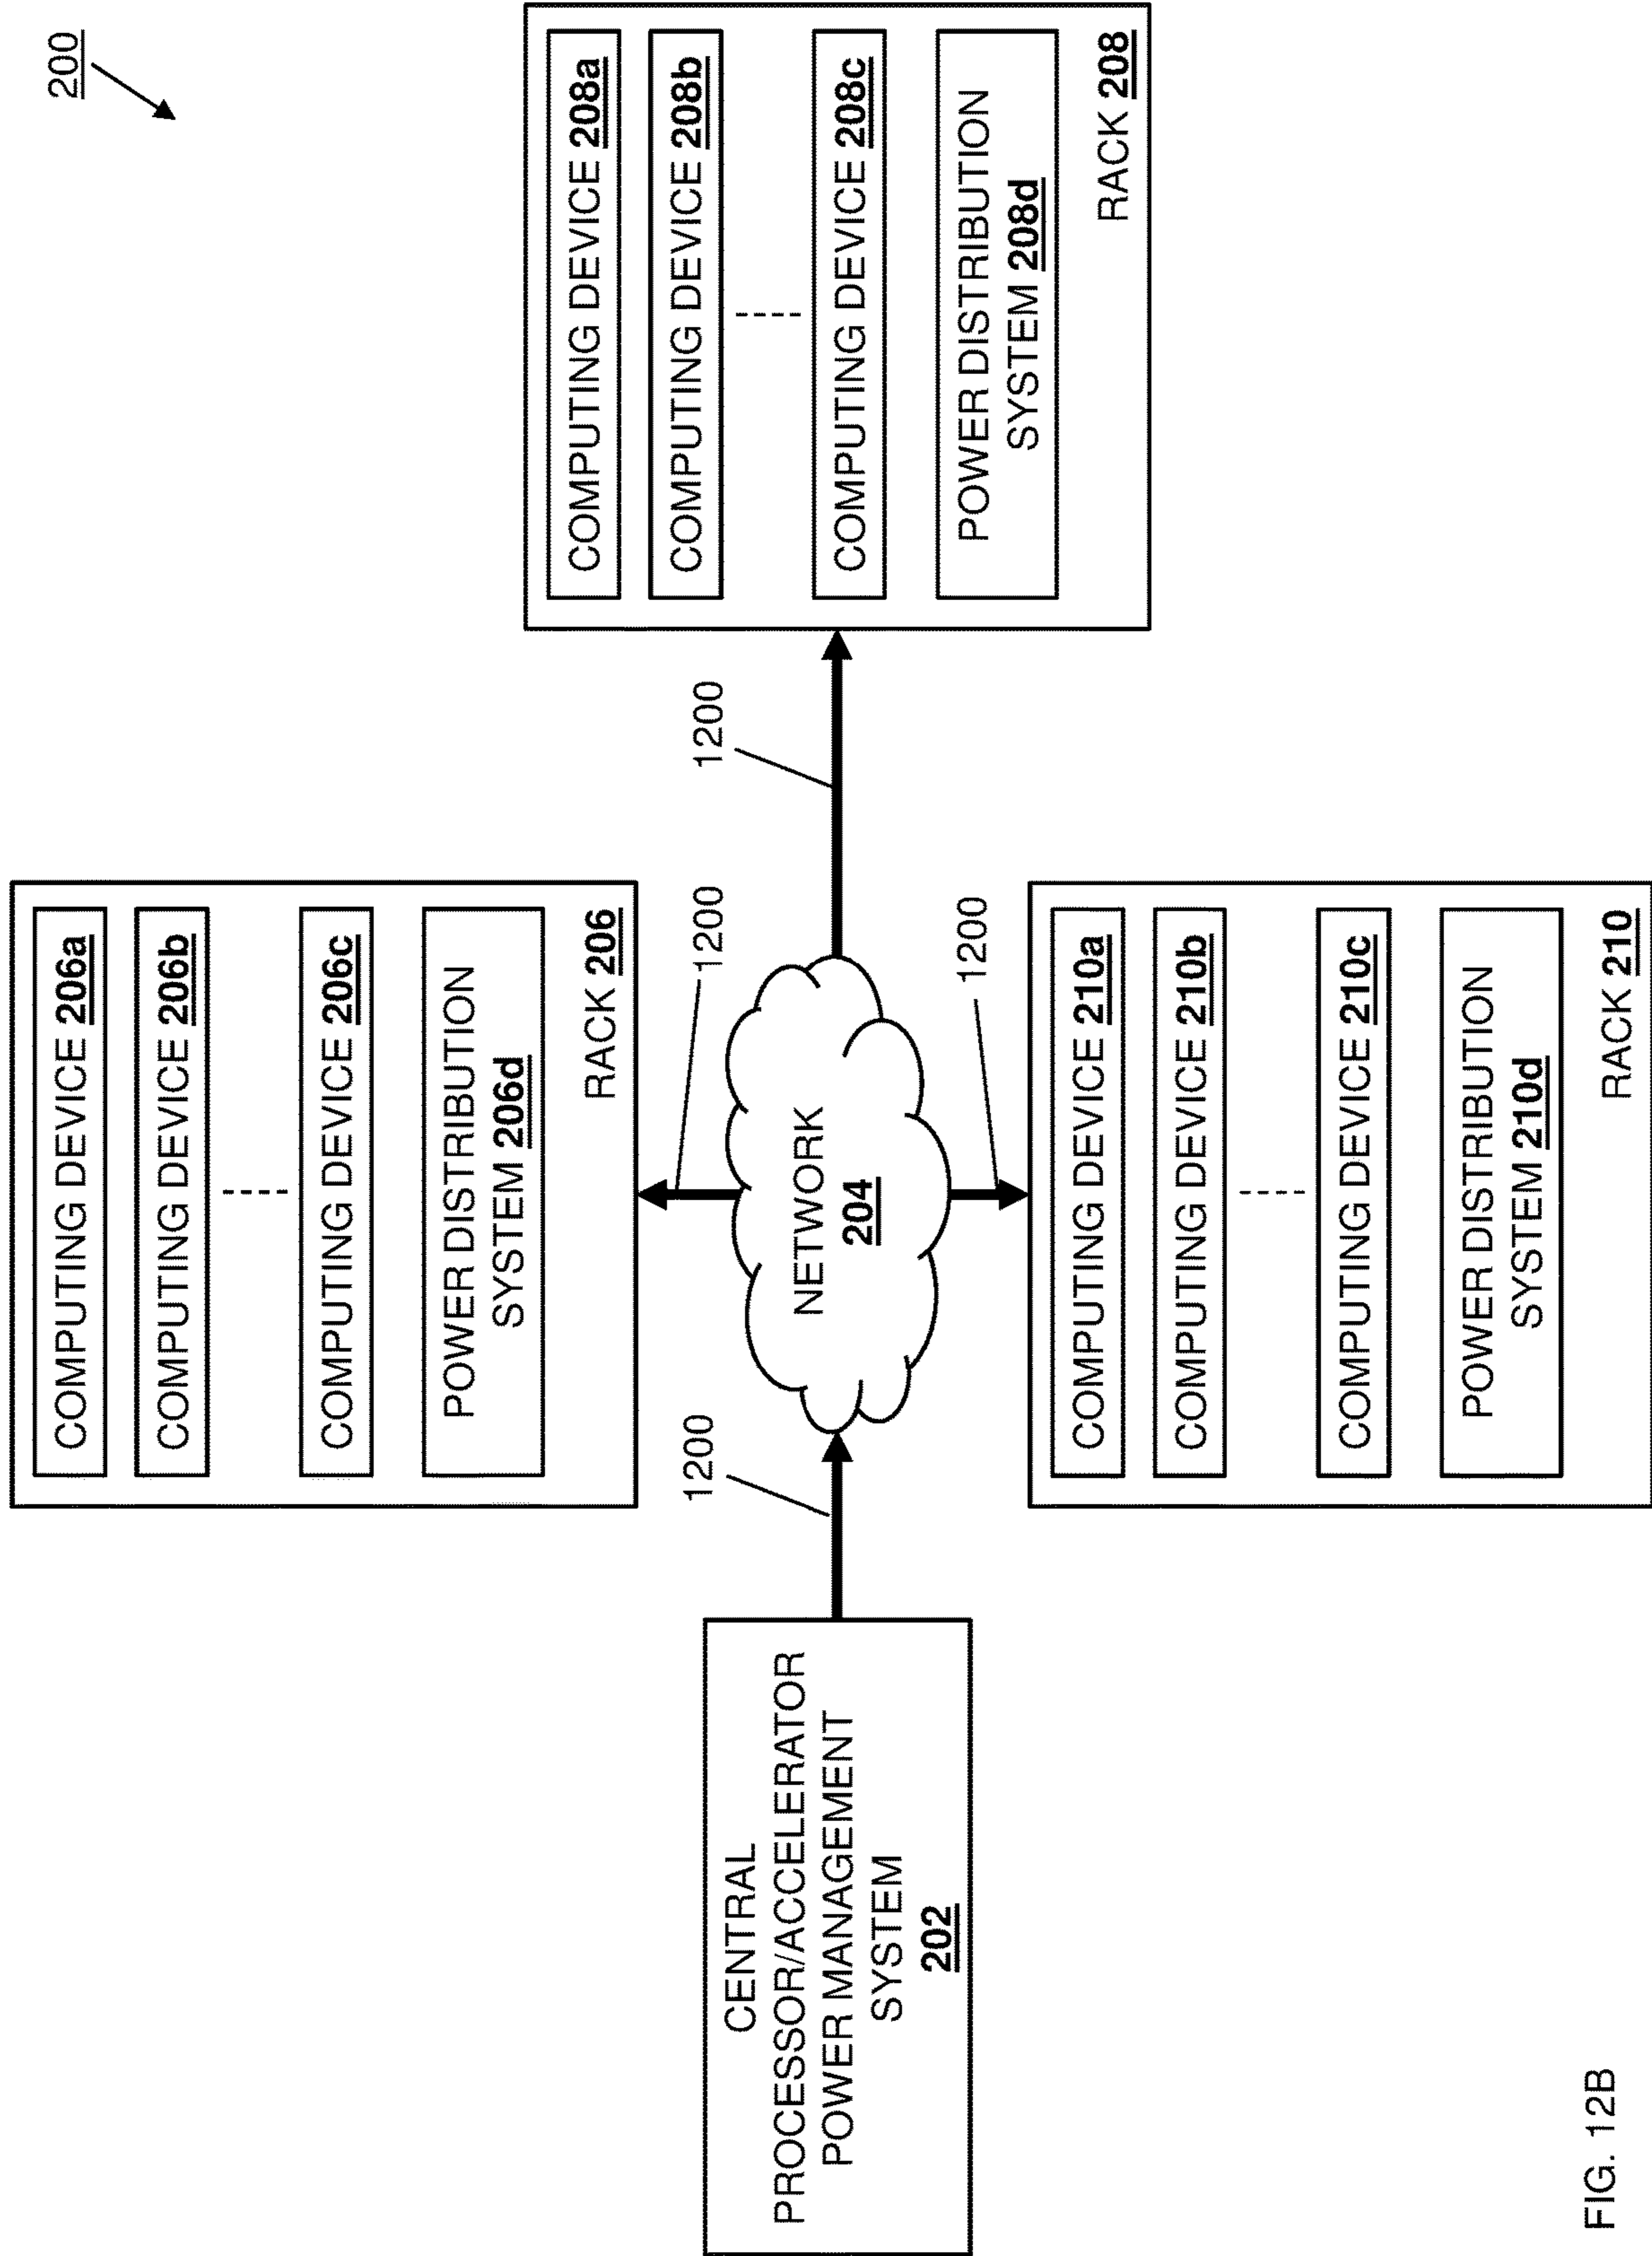 200
COMPUTING DEVICE 206a
COMPUTING DEVICE 206b
COMPUTING DEVICE 206c
POWER DISTRIBUTION
SYSTEM 206d
RACK 206
1200
CENTRAL
PROCESSOR/ACCELERATOR
POWER MANAGEMENT
SYSTEM
202
1200
NETWORK
204
1200
COMPUTING DEVICE 208a
COMPUTING DEVICE 208b
COMPUTING DEVICE 208c
POWER DISTRIBUTION
SYSTEM 208d
RACK 208
1200
COMPUTING DEVICE 210a
COMPUTING DEVICE 210b
COMPUTING DEVICE 210c
POWER DISTRIBUTION
SYSTEM 210d
RACK 210
FIG. 12B